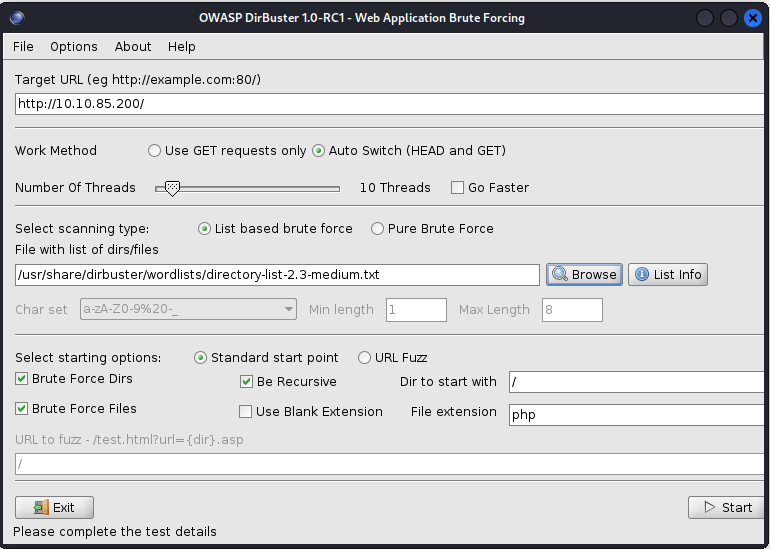 OWASP DirBuster 1.0-RC1 - Web Application Brute Forcing
File Options About Help
Target URL (eg http://example.com:80/)
http://10.10.85.200/
Work Method Use GET requests only Auto Switch (HEAD and GET)
Number Of Threads 10 Threads Go Faster
Select scanning type: List based brute force Pure Brute Force
File with list of dirs/files
/usr/share/dirbuster/wordlists/directory-list-2.3-medium.txt Browse List Info
Char set a-zA-Z0-9%20-_ Min length 1 Max Length 8
Select starting options: Standard start point URL Fuzz
Brute Force Dirs Be Recursive Dir to start with /
Brute Force Files Use Blank Extension File extension php
URL to fuzz - /test.html?url={dir}.asp
/
Exit Start
Please complete the test details